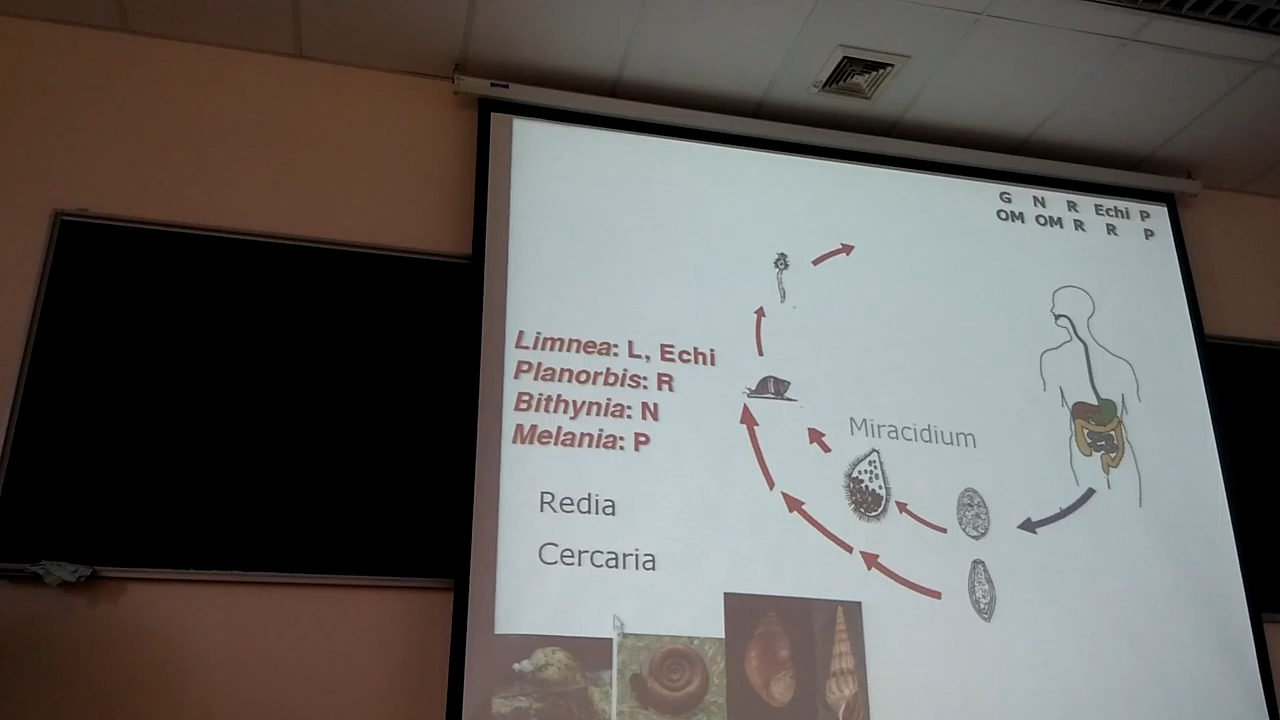 G N R Echi P
OM OM R R P
Limnea: L, Echi
Planorbis: R
Bithynia: N
Melania: P
Miracidium
Redia
Cercaria